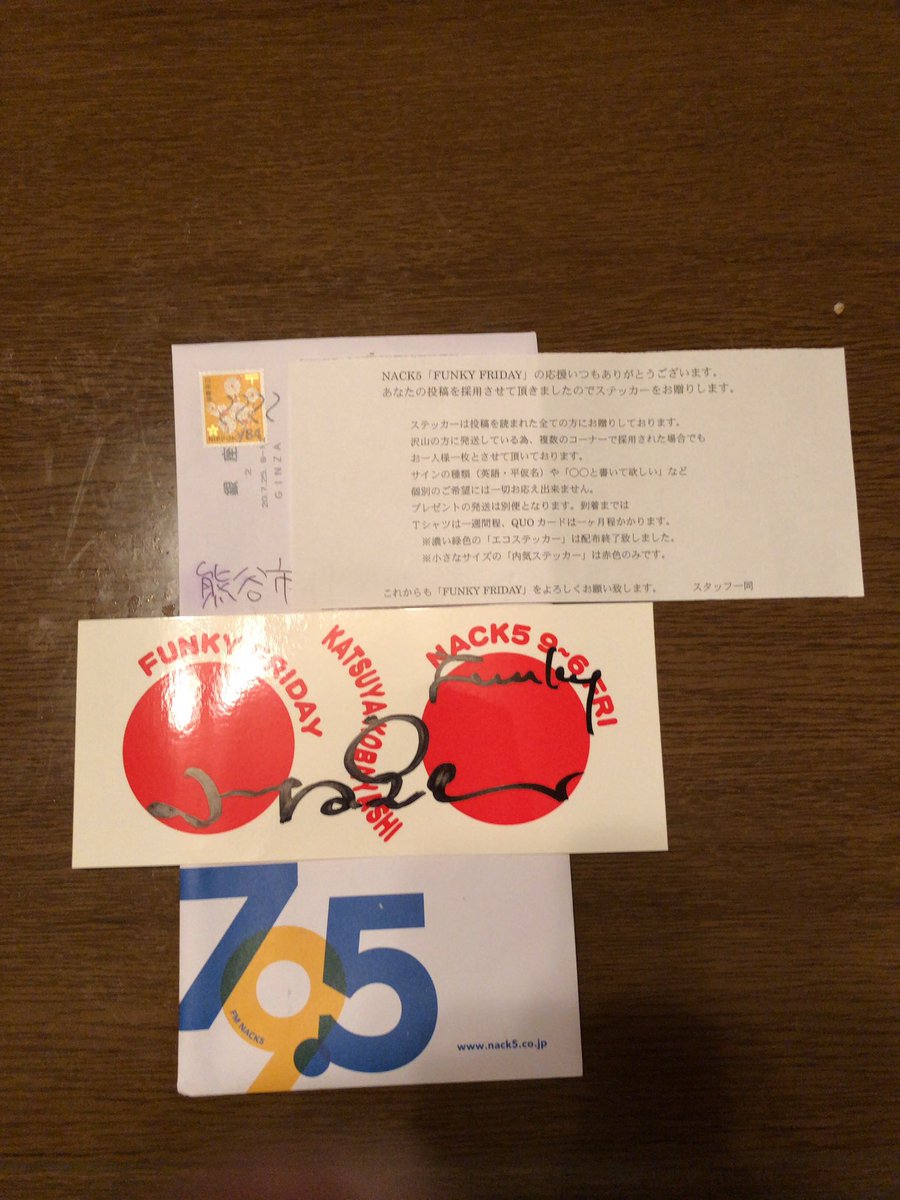 NIPPON
¥84
銀座
2
20.7.25. 8-1
GINZA
熊谷市
NACK5「FUNKY FRIDAY」の応援いつもありがとうございます。
あなたの投稿を採用させて頂きましたのでステッカーをお贈りします。
ステッカーは投稿を読まれた全ての方にお贈りしております。
沢山の方に発送している為、複数のコーナーで採用された場合でも
お一人様一枚とさせて頂いております。
サインの種類（英語・平仮名）や「〇〇と書いて欲しい」など
個別のご希望には一切お応え出来ません。
プレゼントの発送は別便となります。到着までは
Ｔシャツは一週間程、QUOカードは一ヶ月程かかります。
※濃い緑色の「エコステッカー」は配布終了致しました。
※小さなサイズの「内気ステッカー」は赤色のみです。
これからも「FUNKY FRIDAY」をよろしくお願い致します。 スタッフ一同
FUNKY FRIDAY
KATSUYA KOBAYASHI
NACK5 9~6 FRI
Funky
79.5
FM NACK5
www.nack5.co.jp